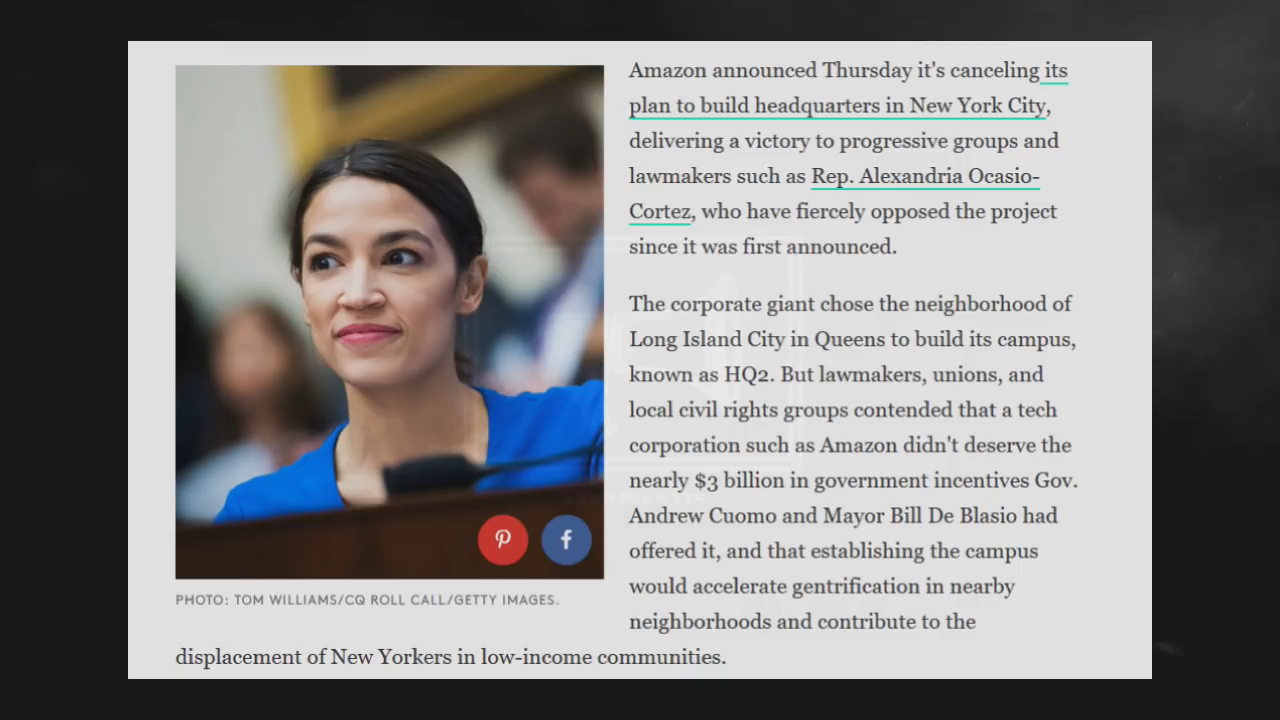 Amazon announced Thursday it's canceling its
plan to build headquarters in New York City,
delivering a victory to progressive groups and
lawmakers such as Rep. Alexandria Ocasio-
Cortez, who have fiercely opposed the project
since it was first announced.
The corporate giant chose the neighborhood of
Long Island City in Queens to build its campus,
known as HQ2. But lawmakers, unions, and
local civil rights groups contended that a tech
corporation such as Amazon didn't deserve the
nearly $3 billion in government incentives Gov.
Andrew Cuomo and Mayor Bill De Blasio had
offered it, and that establishing the campus
would accelerate gentrification in nearby
neighborhoods and contribute to the
displacement of New Yorkers in low-income communities.
PHOTO: TOM WILLIAMS/CQ ROLL CALL/GETTY IMAGES.